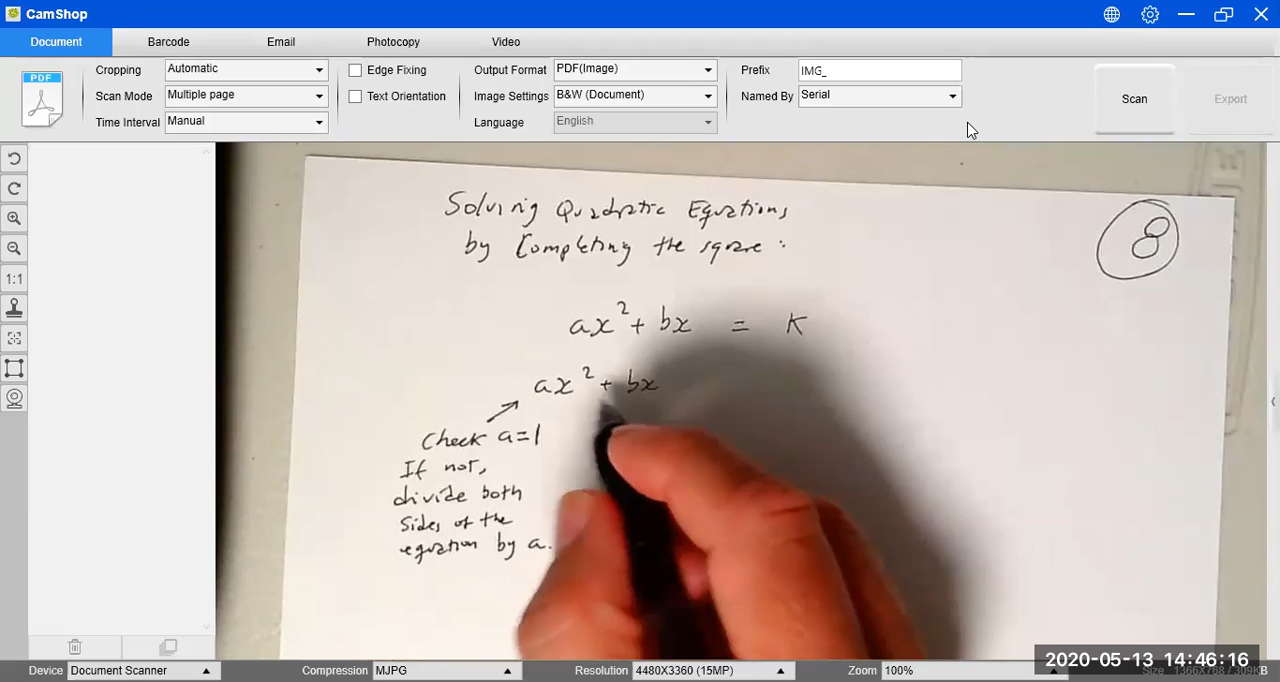 CamShop
Document Barcode Email Photocopy Video
PDF
Cropping Automatic Edge Fixing Output Format PDF(Image) Prefix IMG_
Scan Mode Multiple page Text Orientation Image Settings B&W (Document) Named By Serial
Time Interval Manual Language English
Scan Export
1:1
Solving Quadratic Equations
by Completing the square :
8
ax² + bx = K
ax² + bx
Check a=1
If not,
divide both
sides of the
equation by a.
2020-05-13 14:46:16
Device Document Scanner Compression MJPG Resolution 4480X3360 (15MP) Zoom 100% Size 1366X768 / 309KB